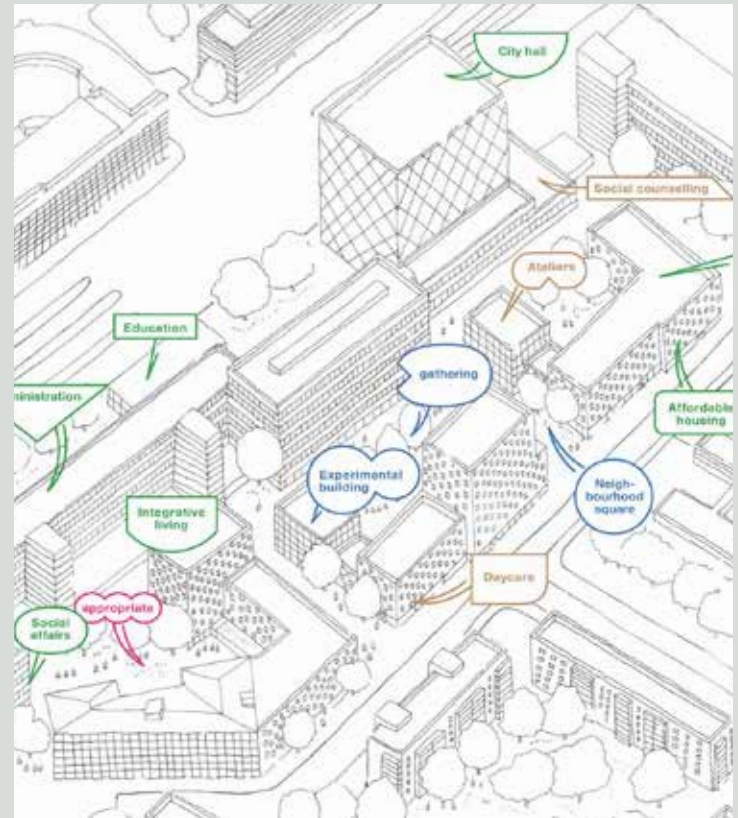 City hall
Social counselling
Ateliers
Education
gathering
ministration
Affordable
housing
Experimental
building
Neigh-
bourhood
square
Integrative
living
Daycare
appropriate
Social
affairs